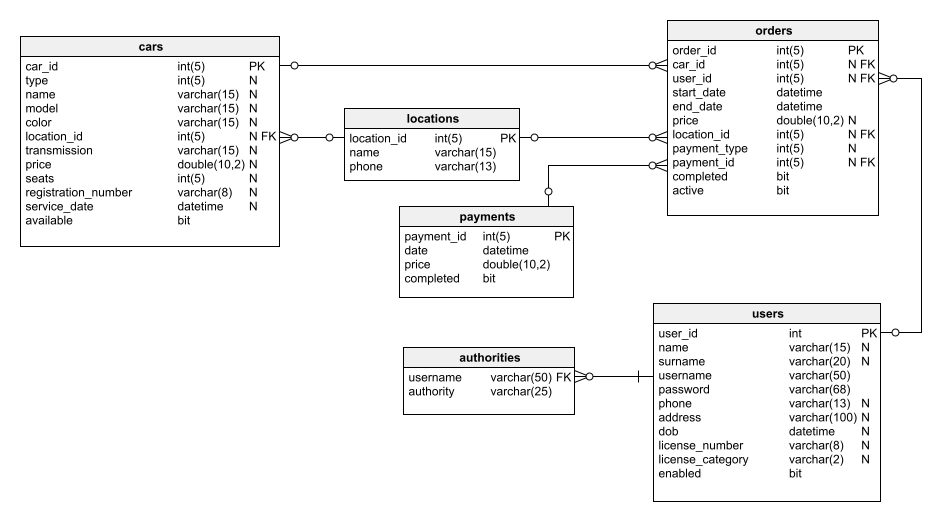 cars
car_id int(5) PK
type int(5) N
name varchar(15) N
model varchar(15) N
color varchar(15) N
location_id int(5) N FK
transmission varchar(15) N
price double(10,2) N
seats int(5) N
registration_number varchar(8) N
service_date datetime N
available bit
locations
location_id int(5) PK
name varchar(15)
phone varchar(13)
payments
payment_id int(5) PK
date datetime
price double(10,2)
completed bit
orders
order_id int(5) PK
car_id int(5) N FK
user_id int(5) N FK
start_date datetime
end_date datetime
price double(10,2) N
location_id int(5) N FK
payment_type int(5) N
payment_id int(5) N FK
completed bit
active bit
authorities
username varchar(50) FK
authority varchar(25)
users
user_id int PK
name varchar(15) N
surname varchar(20) N
username varchar(50)
password varchar(68)
phone varchar(13) N
address varchar(100) N
dob datetime N
license_number varchar(8) N
license_category varchar(2) N
enabled bit